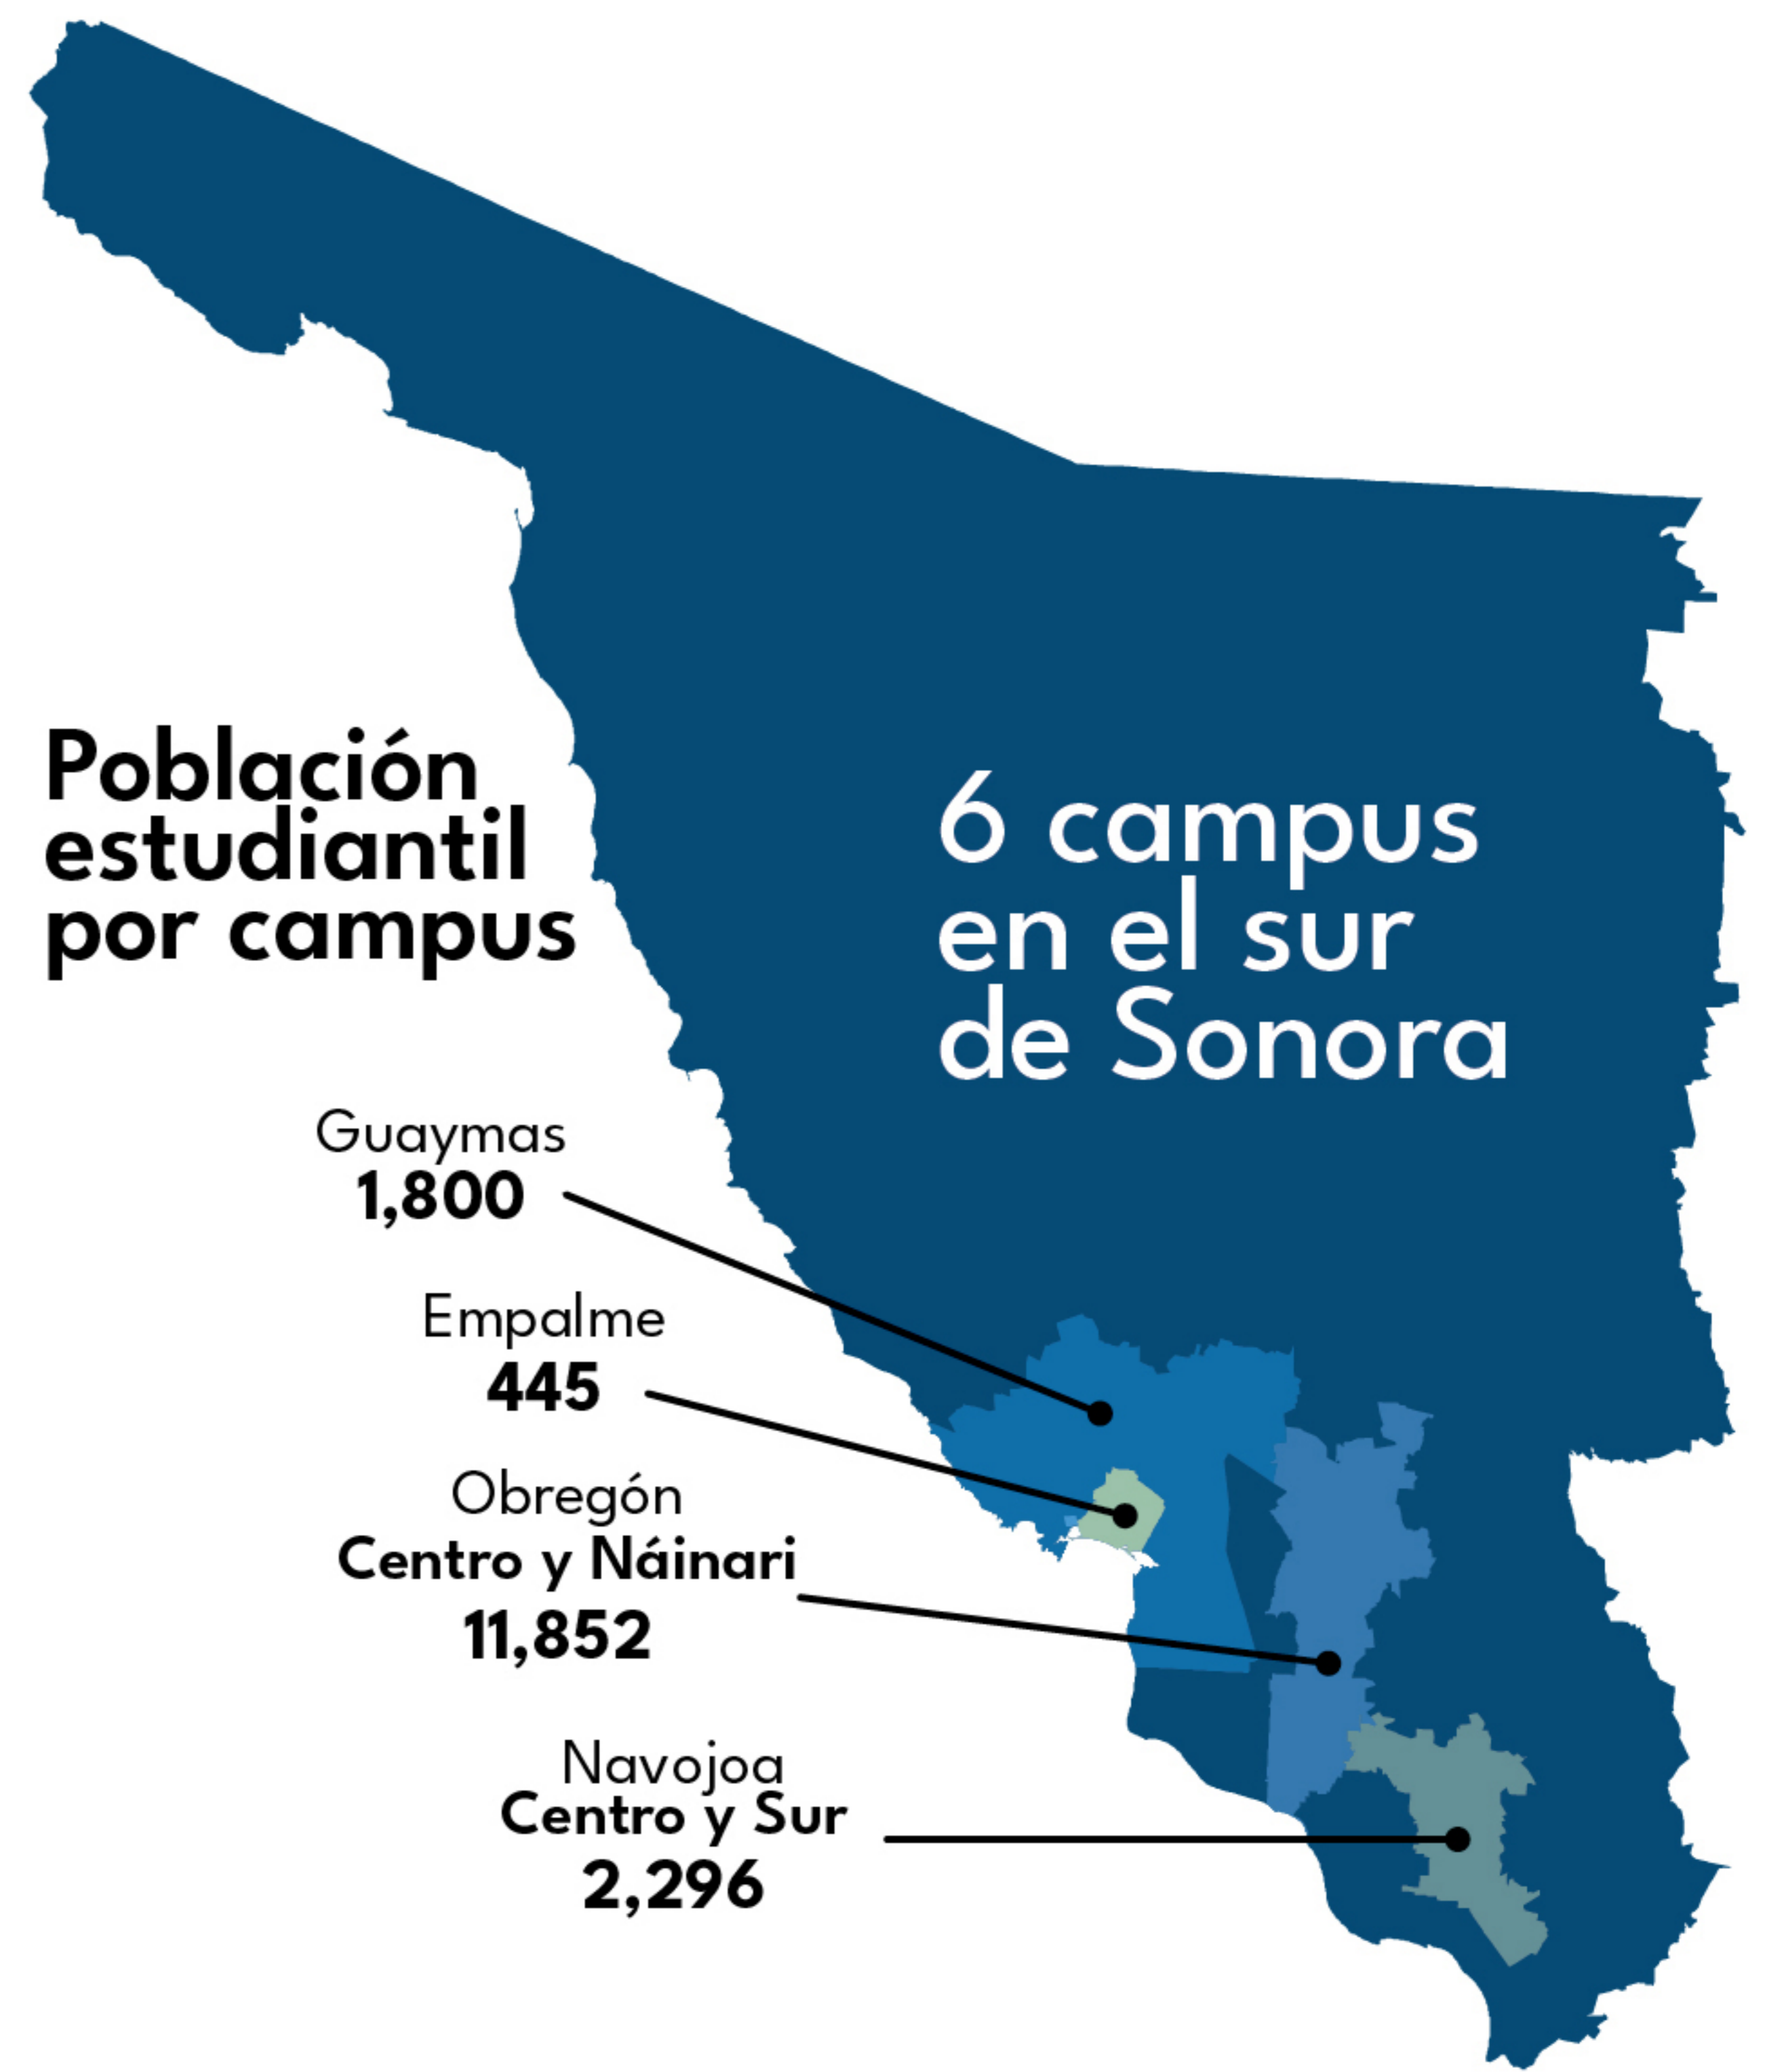 Población
estudiantil
por campus
6 campus
en el sur
de Sonora
Guaymas
1,800
Empalme
445
Obregón
Centro y Náinari
11,852
Navojoa
Centro y Sur
2,296